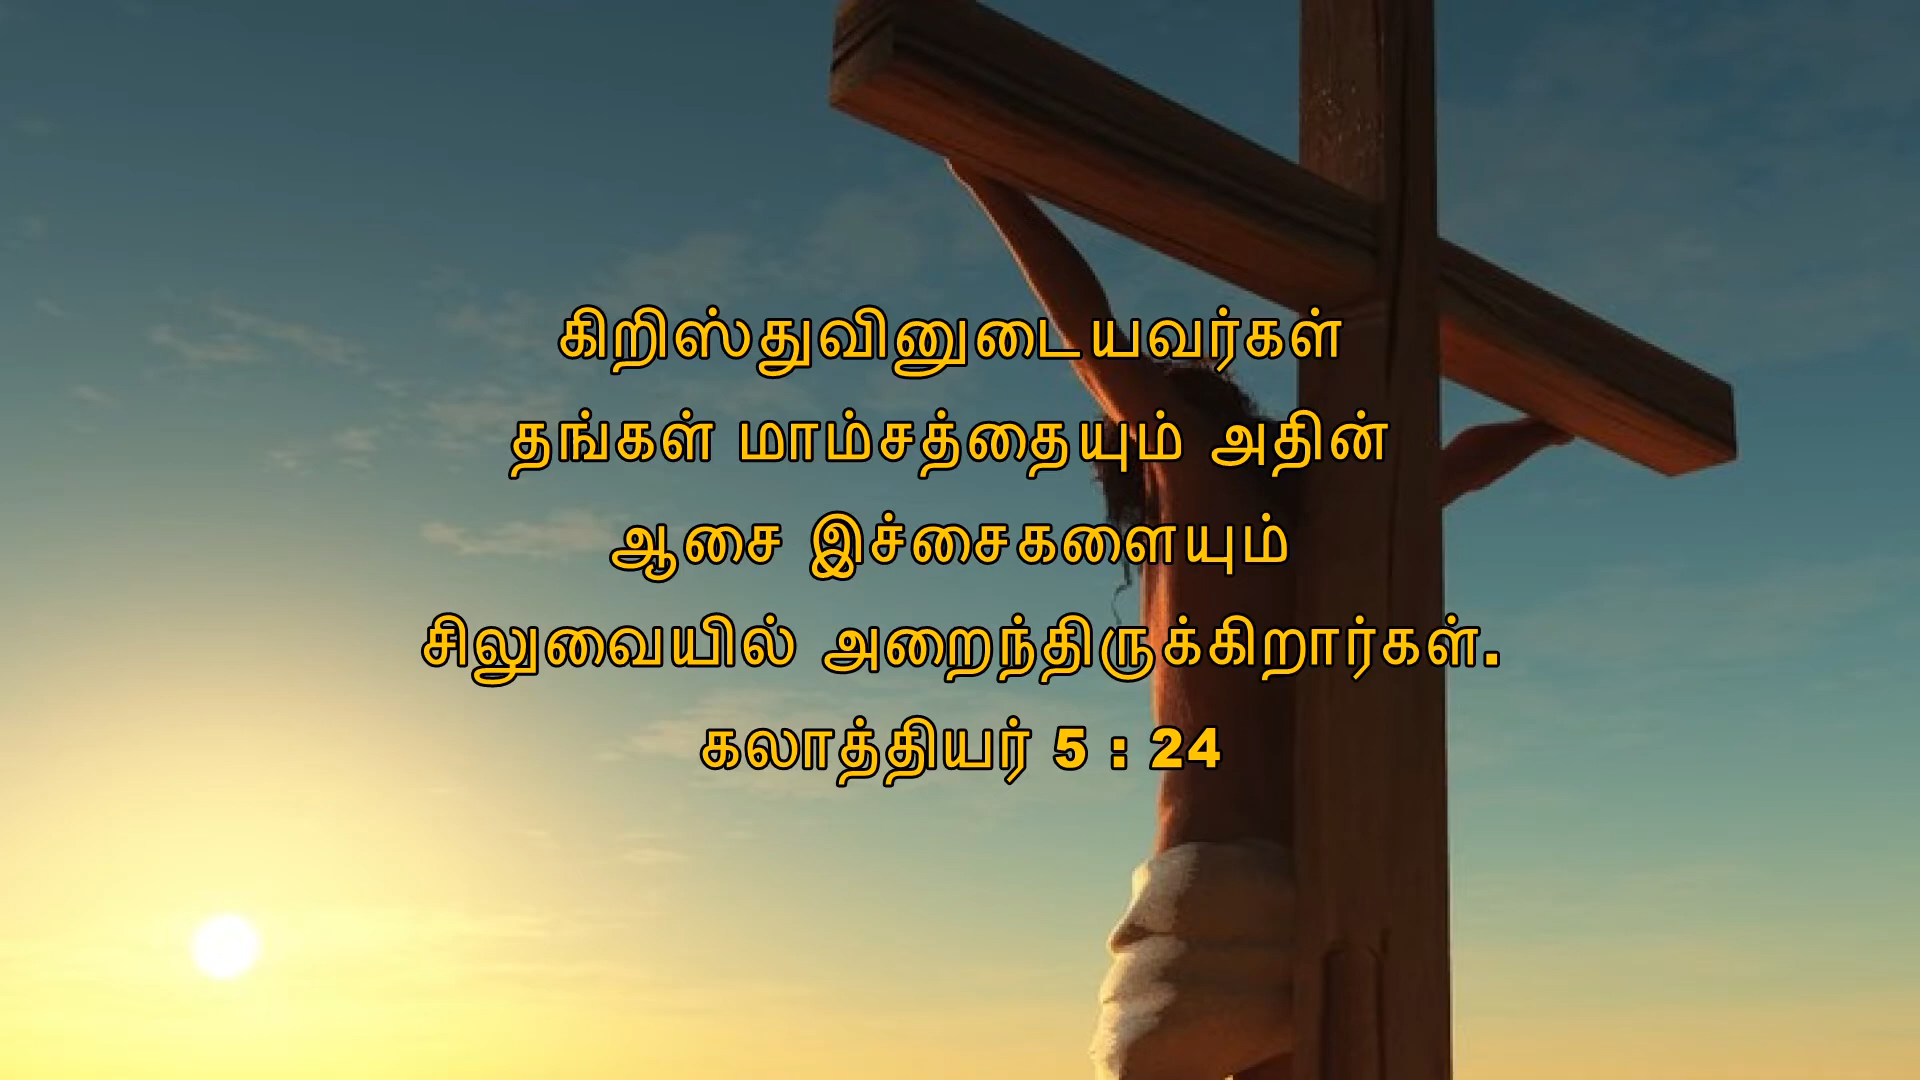 கிறிஸ்துவினுடையவர்கள்
தங்கள் மாம்சத்தையும் அதின்
ஆசை இச்சைகளையும்
சிலுவையில் அறைந்திருக்கிறார்கள்.
கலாத்தியர் 5 : 24